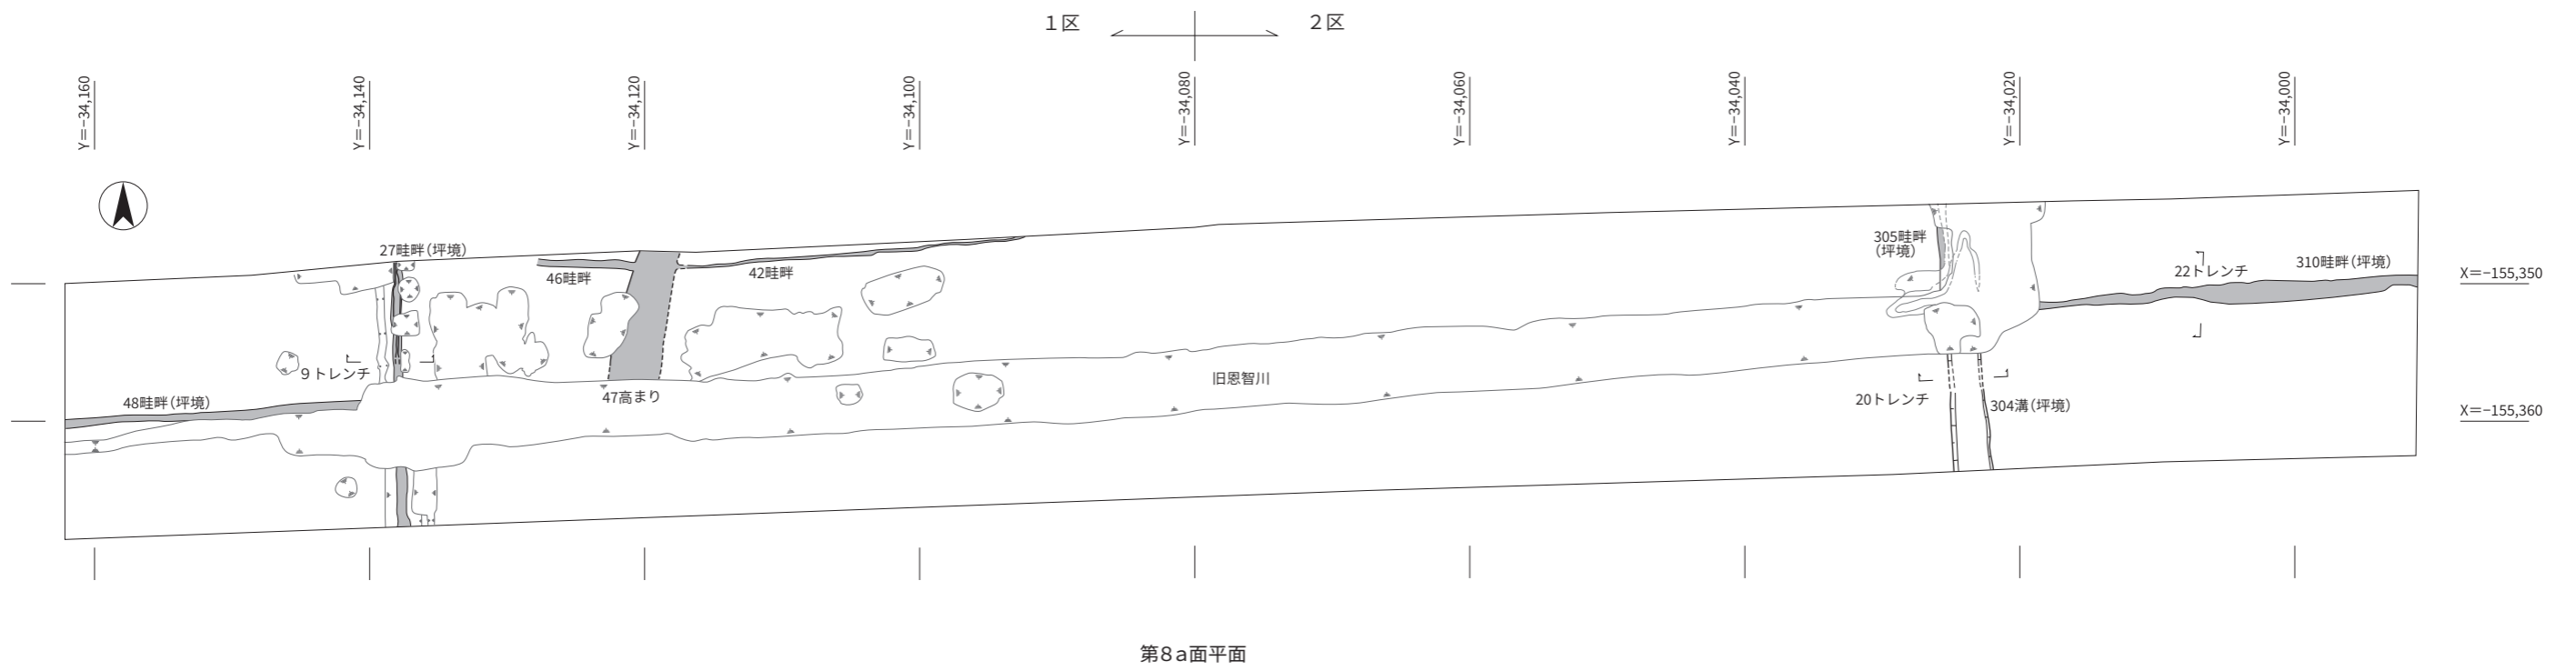 １区
２区
Y＝−34,160
Y＝−34,140
Y＝−34,120
Y＝−34,100
Y＝−34,080
Y＝−34,060
Y＝−34,040
Y＝−34,020
Y＝−34,000
27畦畔（坪境）
46畦畔
42畦畔
305畦畔
（坪境）
22トレンチ
310畦畔（坪境）
X＝−155,350
９トレンチ
旧恩智川
47高まり
48畦畔（坪境）
20トレンチ
304溝（坪境）
X＝−155,360
第８a面平面